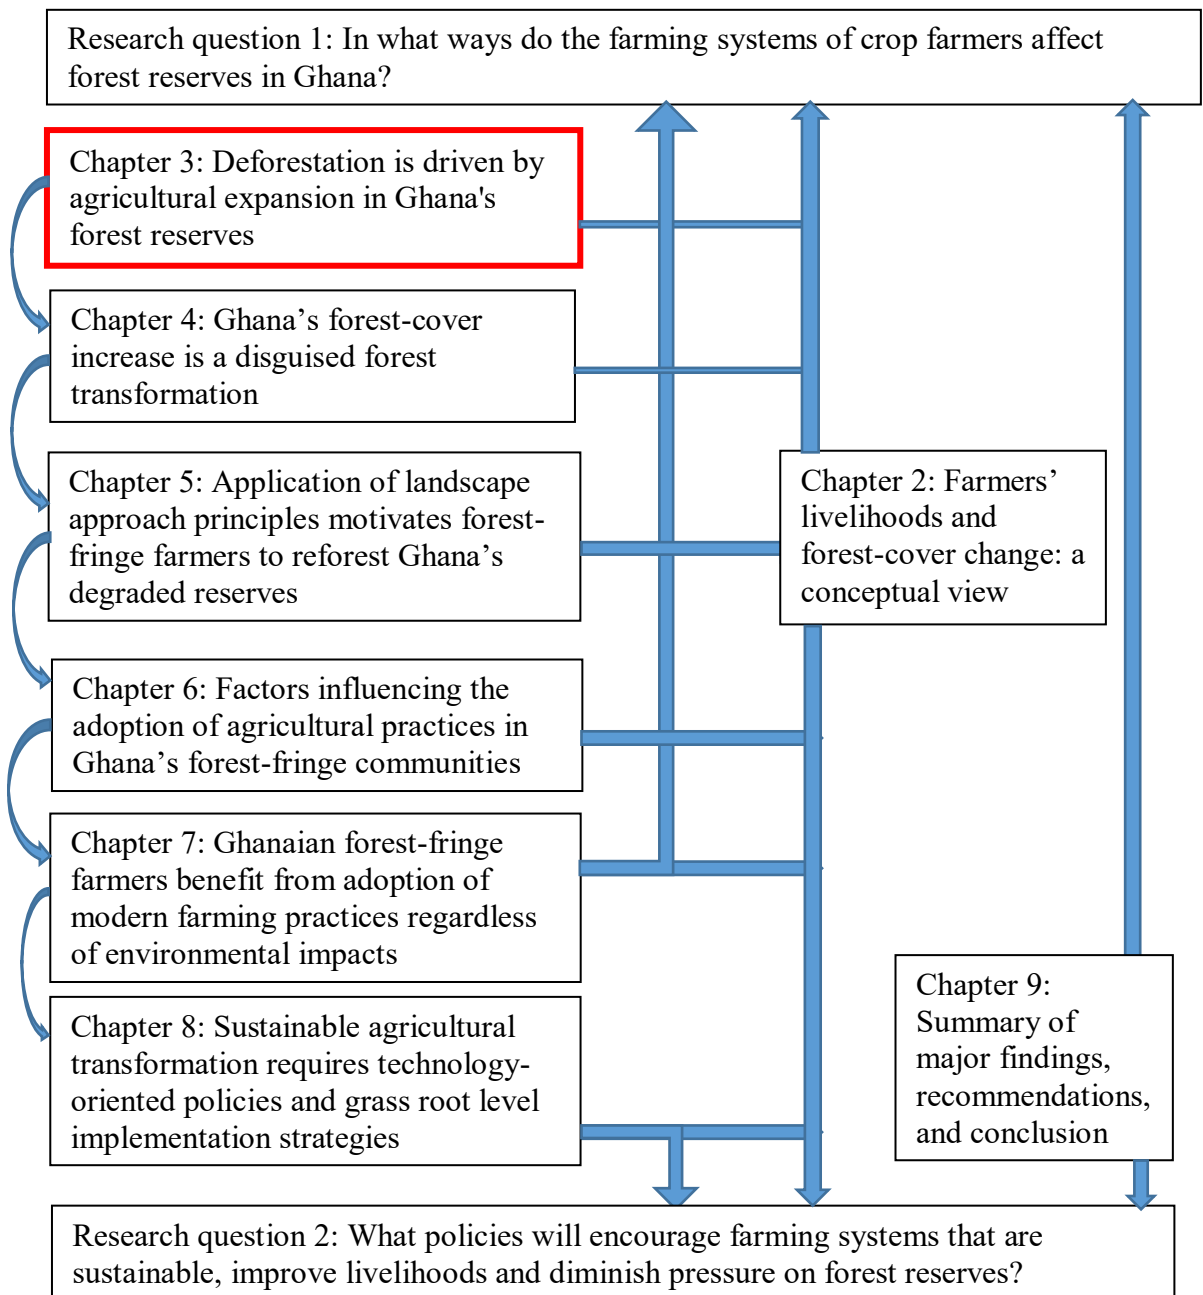 Research question 1: In what ways do the farming systems of crop farmers affect
forest reserves in Ghana?
Chapter 3: Deforestation is driven by
agricultural expansion in Ghana's
forest reserves
Chapter 4: Ghana’s forest-cover
increase is a disguised forest
transformation
Chapter 5: Application of landscape
approach principles motivates forest-
fringe farmers to reforest Ghana’s
degraded reserves
Chapter 2: Farmers’
livelihoods and
forest-cover change: a
conceptual view
Chapter 6: Factors influencing the
adoption of agricultural practices in
Ghana’s forest-fringe communities
Chapter 7: Ghanaian forest-fringe
farmers benefit from adoption of
modern farming practices regardless
of environmental impacts
Chapter 8: Sustainable agricultural
transformation requires technology-
oriented policies and grass root level
implementation strategies
Chapter 9:
Summary of
major findings,
recommendations,
and conclusion
Research question 2: What policies will encourage farming systems that are
sustainable, improve livelihoods and diminish pressure on forest reserves?